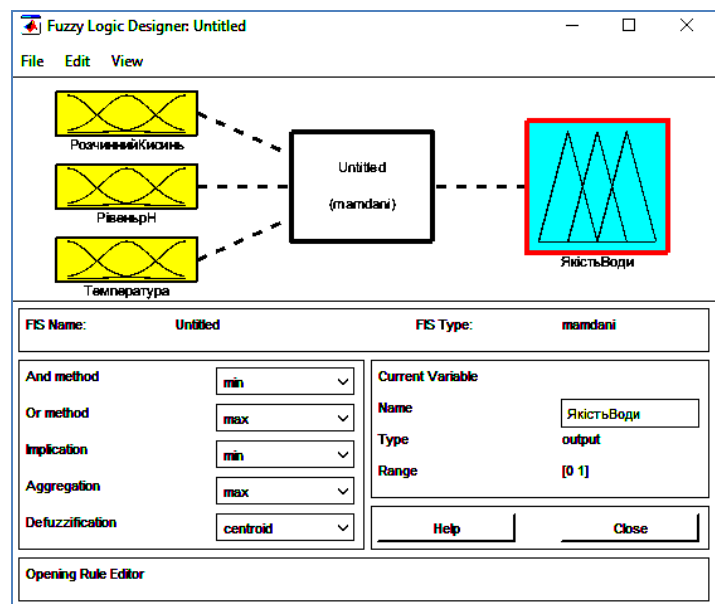 Fuzzy Logic Designer: Untitled
File Edit View
РозчиннийКисинь
РівеньpH
Температура
Untitled
(mamdani)
ЯкістьВоди
FIS Name: Untitled FIS Type: mamdani
And method min
Or method max
Implication min
Aggregation max
Defuzzification centroid
Current Variable
Name ЯкістьВоди
Type output
Range [0 1]
Help Close
Opening Rule Editor